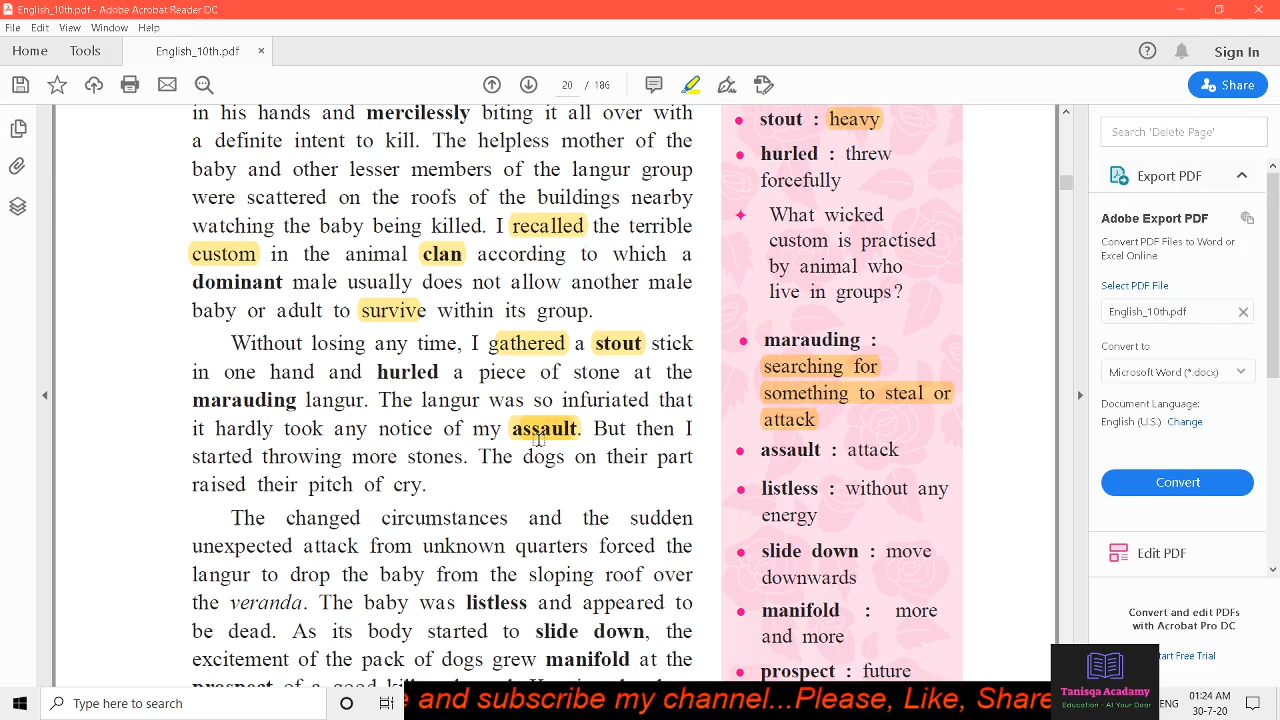 English_10th.pdf - Adobe Acrobat Reader DC
File Edit View Window Help
Home Tools English_10th.pdf × Sign In
20 / 186 Share
in his hands and mercilessly biting it all over with
a definite intent to kill. The helpless mother of the
baby and other lesser members of the langur group
were scattered on the roofs of the buildings nearby
watching the baby being killed. I recalled the terrible
custom in the animal clan according to which a
dominant male usually does not allow another male
baby or adult to survive within its group.
Without losing any time, I gathered a stout stick
in one hand and hurled a piece of stone at the
marauding langur. The langur was so infuriated that
it hardly took any notice of my assault. But then I
started throwing more stones. The dogs on their part
raised their pitch of cry.
The changed circumstances and the sudden
unexpected attack from unknown quarters forced the
langur to drop the baby from the sloping roof over
the veranda. The baby was listless and appeared to
be dead. As its body started to slide down, the
excitement of the pack of dogs grew manifold at the
stout : heavy
hurled : threw
forcefully
What wicked
custom is practised
by animal who
live in groups?
marauding :
searching for
something to steal or
attack
assault : attack
listless : without any
energy
slide down : move
downwards
manifold : more
and more
prospect : future
Search 'Delete Page'
Export PDF
Adobe Export PDF
Convert PDF Files to Word or
Excel Online
Select PDF File
English_10th.pdf
Convert to
Microsoft Word (*.docx)
Document Language:
English (U.S.) Change
Convert
Edit PDF
Convert and edit PDFs
with Acrobat Pro DC
Start Free Trial
Tanisqa Acadamy
Education - At Your Door
Type here to search
e and subscribe my channel...Please, Like, Share
ENG
01:24 AM
30-7-20